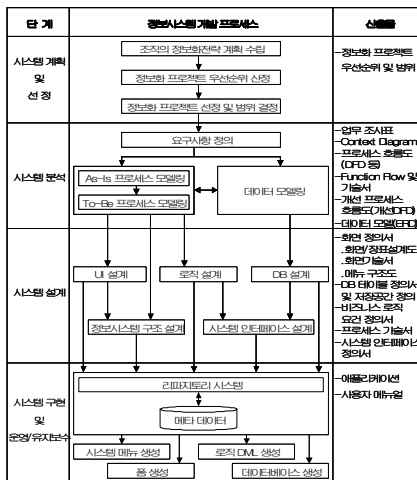 단 계
정보시스템 개발 프로세스
산출물
시스템 계획
및
선 정
조직의 정보화전략 계획 수립
정보화 프로젝트 우선순위 산정
정보화 프로젝트 선정 및 범위 결정
–정보화 프로젝트
우선순위 및 범위
시스템 분석
요구사항 정의
As-Is 프로세스 모델링
To-Be 프로세스 모델링
데이터 모델링
–업무 조사표
–Context Diagram
–프로세스 흐름도
(DFD 등)
–Function Flow 및
기술서
–개선 프로세스
흐름도(개선DFD)
–데이터 모델(ERD)
시스템 설계
UI 설계
로직 설계
DB 설계
정보시스템 구조 설계
시스템 인터페이스 설계
–화면 정의서
.화면/장표설계도
.화면기술서
.메뉴 구조도
–DB 테이블 정의서
및 저장공간 정의
–비즈니스 로직
요건 정의서
–프로세스 기술서
–시스템 인터페이스
정의서
시스템 구현
및
운영/유지보수
리파지토리 시스템
메타 데이터
시스템 메뉴 생성
로직 DML 생성
폼 생성
데이터베이스 생성
–애플리케이션
–사용자 메뉴얼